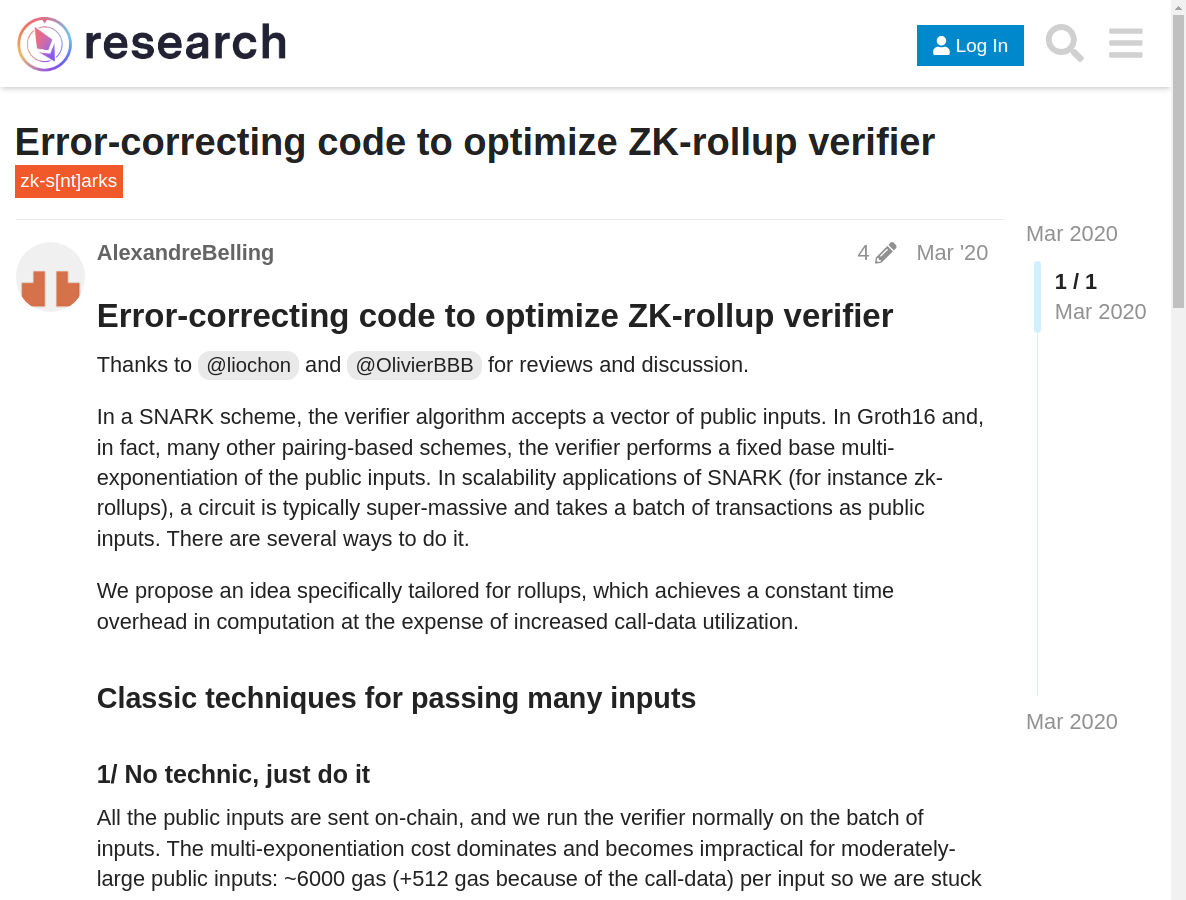 research
Log In
Error-correcting code to optimize ZK-rollup verifier
zk-s[nt]arks
AlexandreBelling
4
Mar '20
Error-correcting code to optimize ZK-rollup verifier
Thanks to @liochon and @OlivierBBB for reviews and discussion.
In a SNARK scheme, the verifier algorithm accepts a vector of public inputs. In Groth16 and,
in fact, many other pairing-based schemes, the verifier performs a fixed base multi-
exponentiation of the public inputs. In scalability applications of SNARK (for instance zk-
rollups), a circuit is typically super-massive and takes a batch of transactions as public
inputs. There are several ways to do it.
We propose an idea specifically tailored for rollups, which achieves a constant time
overhead in computation at the expense of increased call-data utilization.
Classic techniques for passing many inputs
1/ No technic, just do it
All the public inputs are sent on-chain, and we run the verifier normally on the batch of
inputs. The multi-exponentiation cost dominates and becomes impractical for moderately-
large public inputs: ~6000 gas (+512 gas because of the call-data) per input so we are stuck
Mar 2020
1 / 1
Mar 2020
Mar 2020